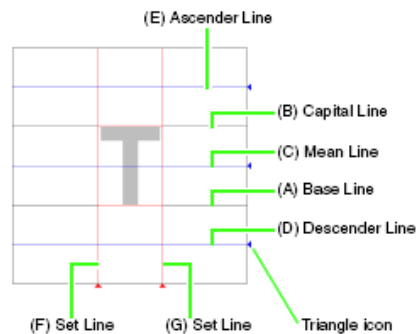 (E) Ascender Line
(B) Capital Line
(C) Mean Line
T
(A) Base Line
(D) Descender Line
(F) Set Line
(G) Set Line
Triangle icon